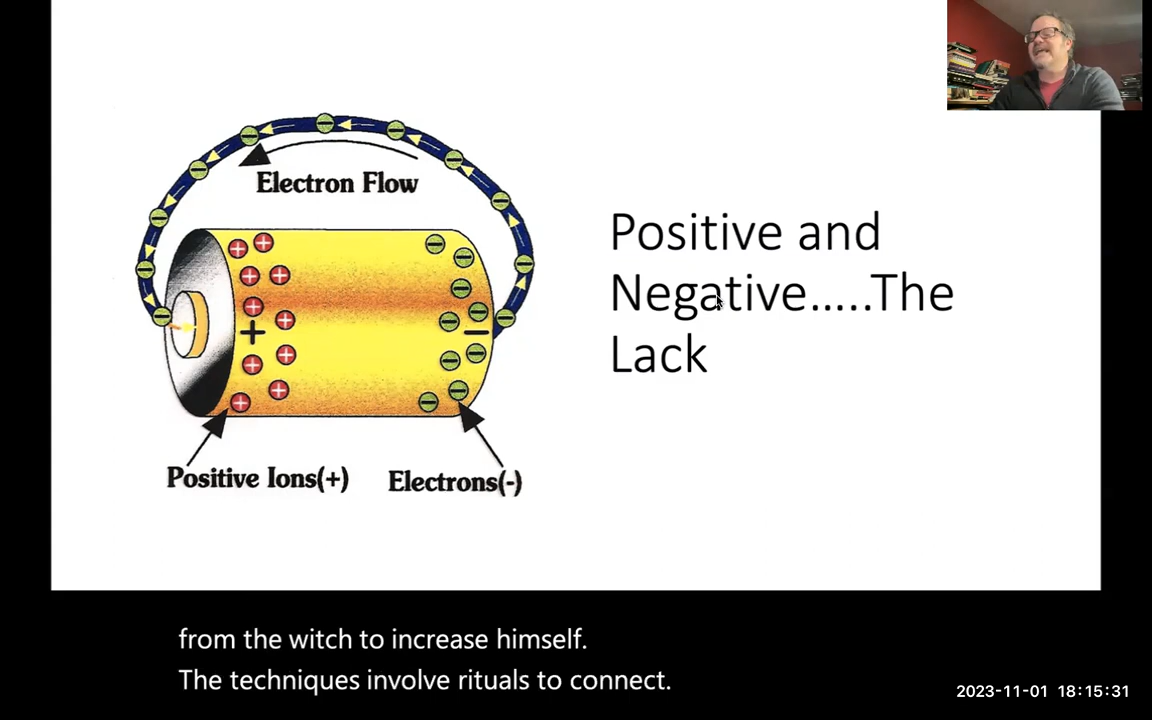 Electron Flow
Positive Ions(+)
Electrons(-)
Positive and
Negative.....The
Lack
from the witch to increase himself.
The techniques involve rituals to connect.
2023-11-01 18:15:31